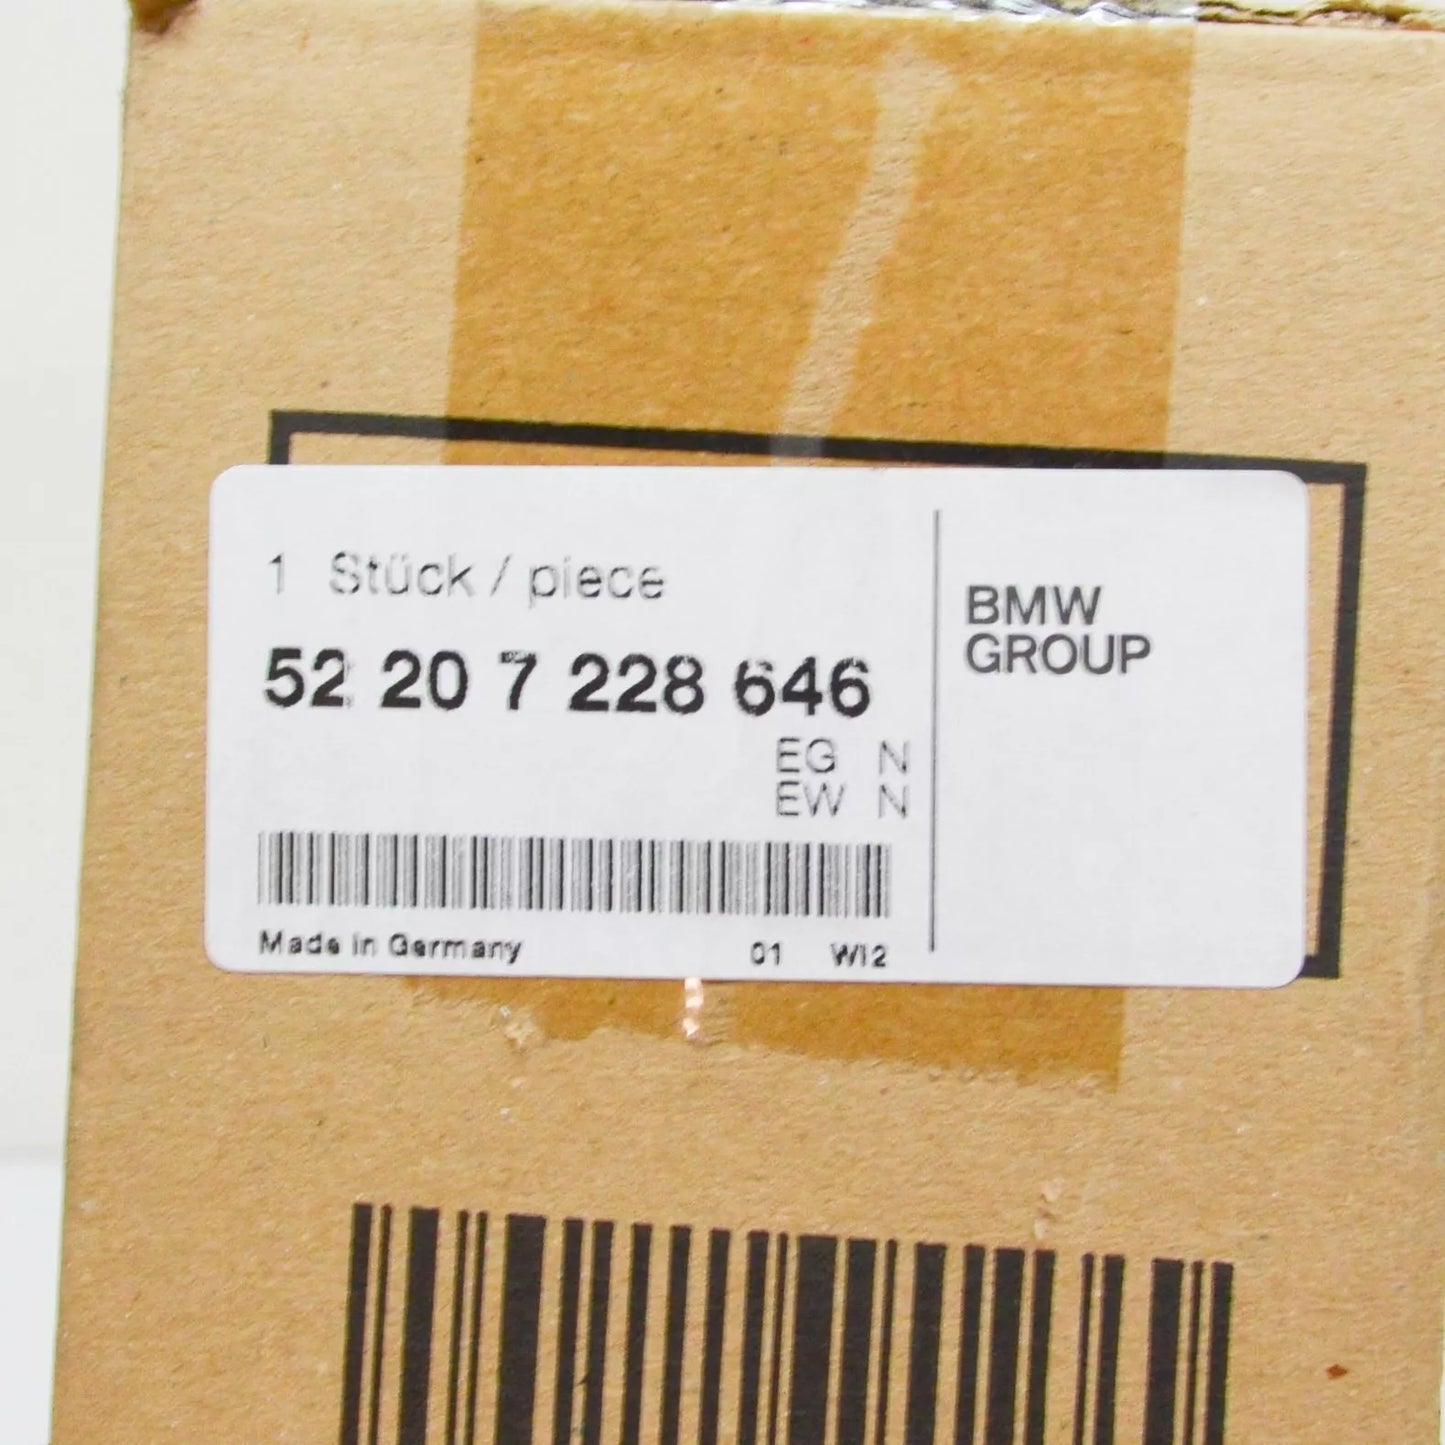 1 Stück / piece
52 20 7 228 646
EG N
EW N
Made in Germany 01 WI2
BMW
GROUP